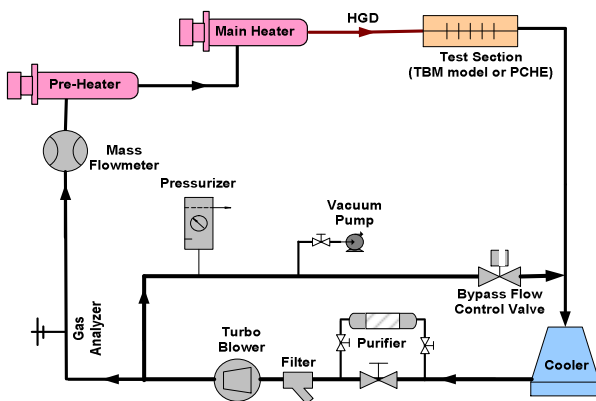 Main Heater
HGD
Test Section
(TBM model or PCHE)
Pre-Heater
Mass
Flowmeter
Pressurizer
Vacuum
Pump
Bypass Flow
Control Valve
Gas
Analyzer
Turbo
Blower
Filter
Purifier
Cooler